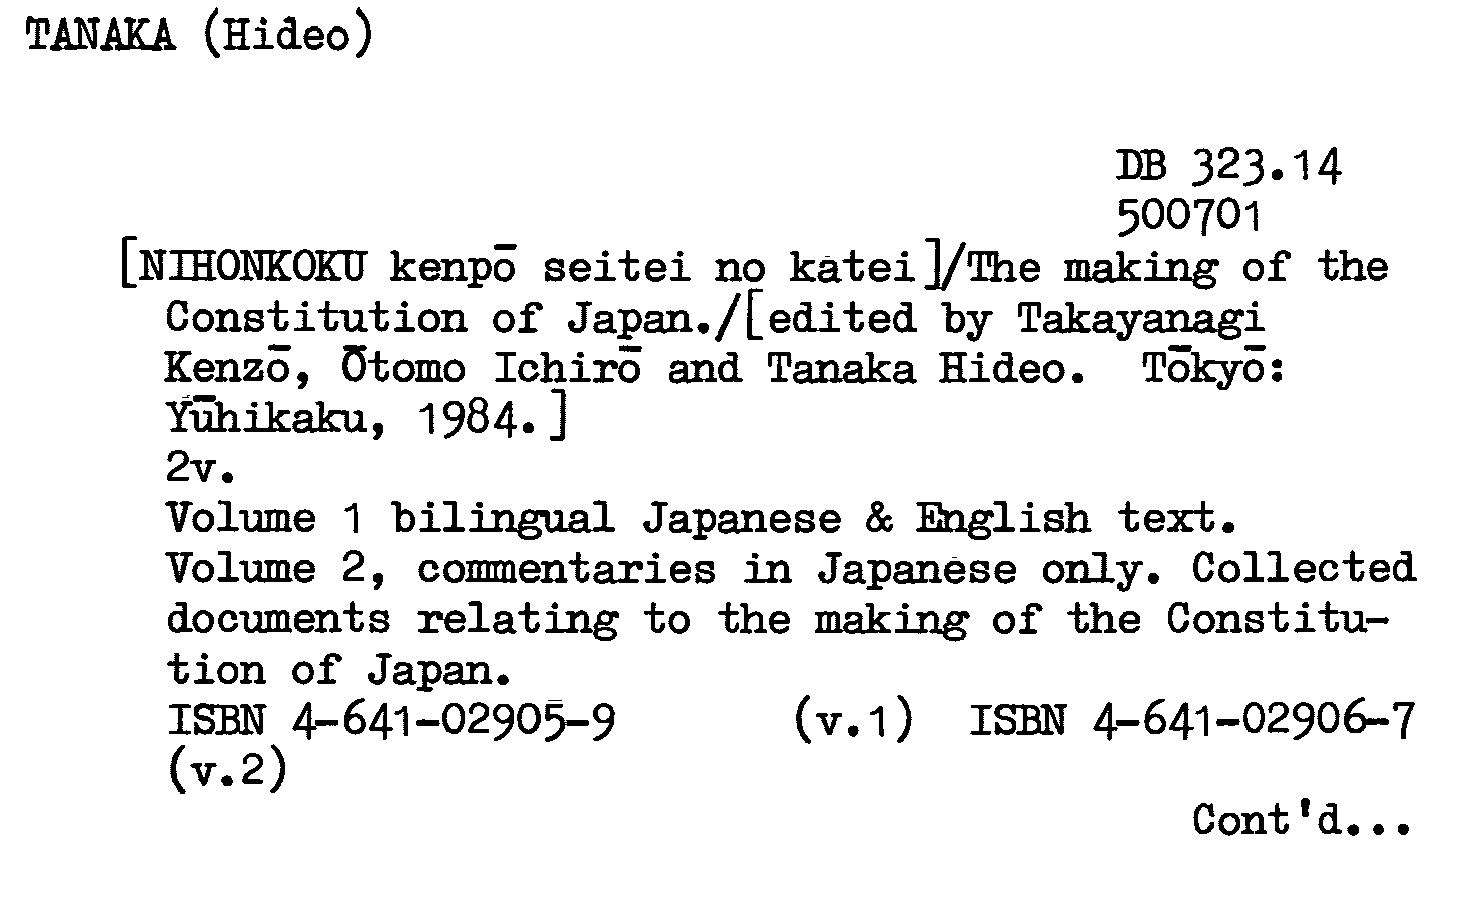 TANAKA (Hideo)
DB 323.14
500701
[NIHONKOKU kenpō seitei no katei]/The making of the
Constitution of Japan./[edited by Takayanagi
Kenzō, Ōtomo Ichirō and Tanaka Hideo. Tōkyō:
Yūhikaku, 1984.]
2v.
Volume 1 bilingual Japanese & English text.
Volume 2, commentaries in Japanese only. Collected
documents relating to the making of the Constitu-
tion of Japan.
ISBN 4-641-02905-9 (v.1) ISBN 4-641-02906-7
(v.2)
Cont'd...